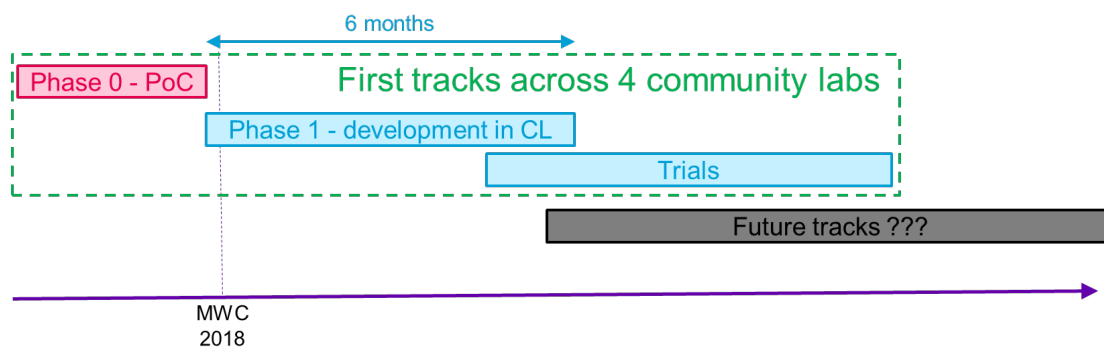 6 months
Phase 0 - PoC
First tracks across 4 community labs
Phase 1 - development in CL
Trials
Future tracks ???
MWC
2018